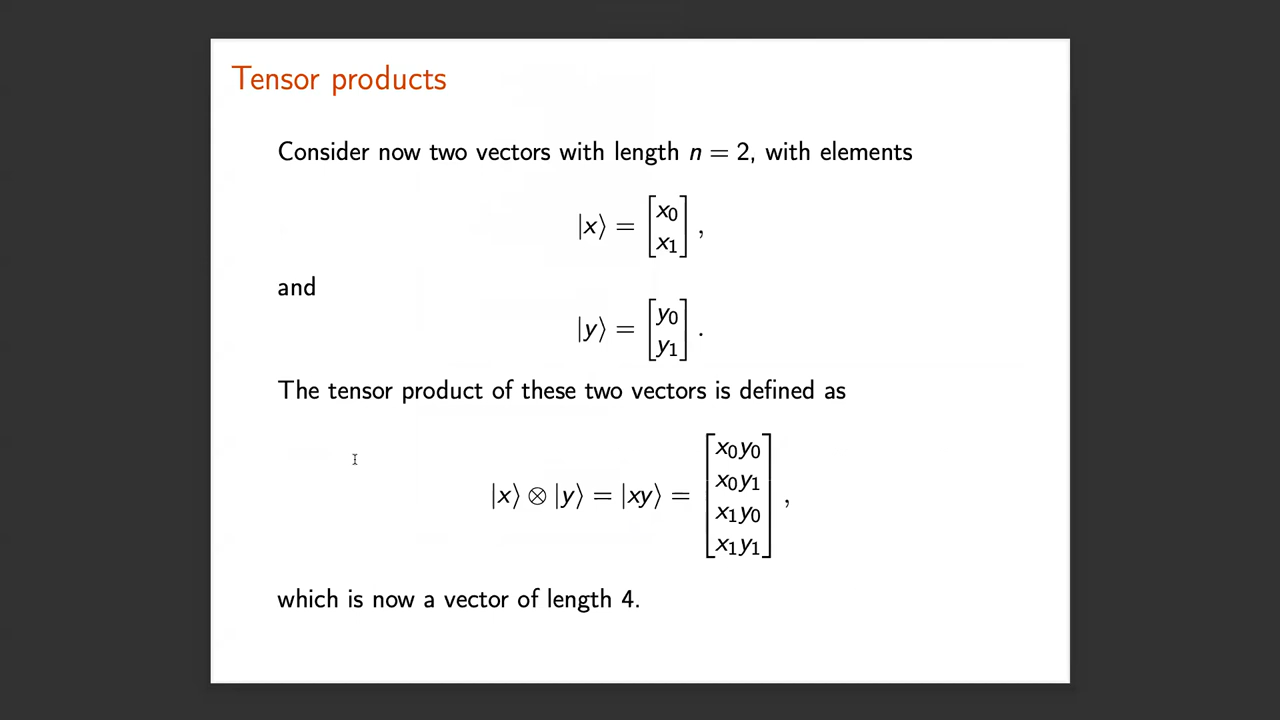 Tensor products
Consider now two vectors with length n = 2, with elements
|x⟩ = [x₀
x₁],
and
|y⟩ = [y₀
y₁].
The tensor product of these two vectors is defined as
|x⟩ ⊗ |y⟩ = |xy⟩ = [x₀y₀
x₀y₁
x₁y₀
x₁y₁],
which is now a vector of length 4.